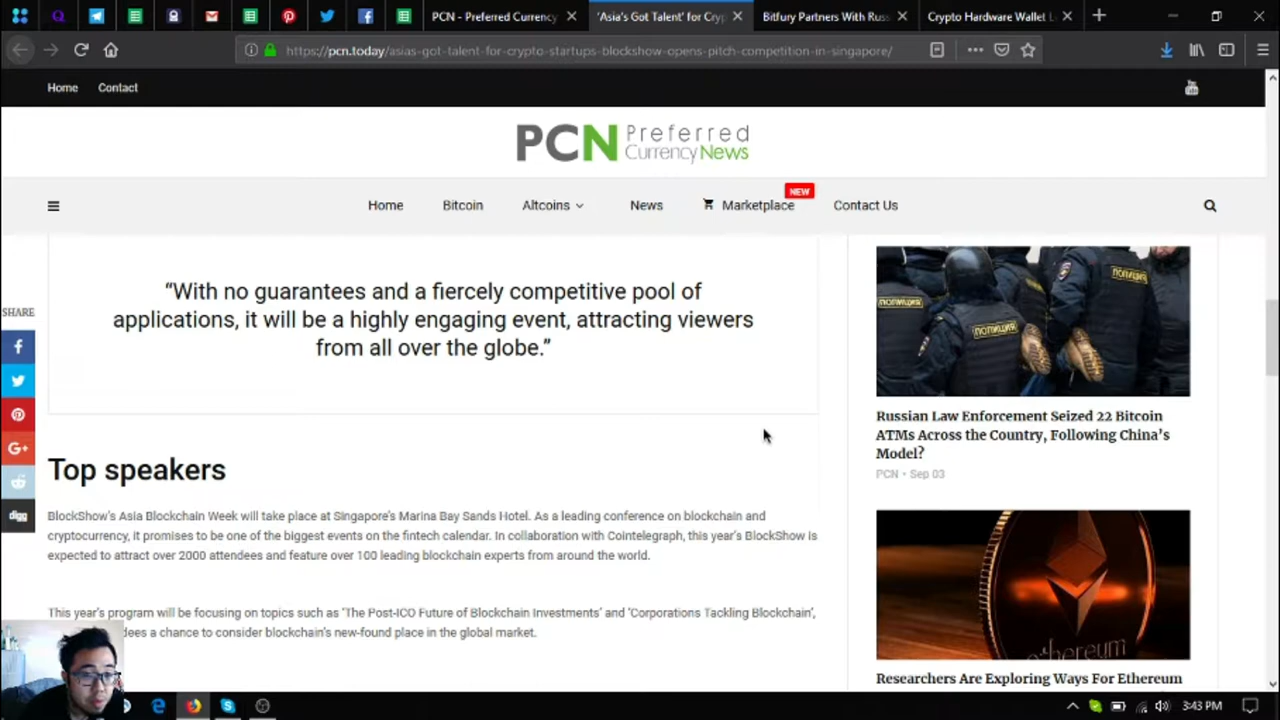 PCN - Preferred Currency
'Asia's Got Talent' for Cryp
Bitfury Partners With Russ
Crypto Hardware Wallet L
https://pcn.today/asias-got-talent-for-crypto-startups-blockshow-opens-pitch-competition-in-singapore/
Home
Contact
PCN Preferred
Currency News
NEW
Home
Bitcoin
Altcoins
News
Marketplace
Contact Us
SHARE
digg
“With no guarantees and a fiercely competitive pool of
applications, it will be a highly engaging event, attracting viewers
from all over the globe.”
Top speakers
BlockShow's Asia Blockchain Week will take place at Singapore's Marina Bay Sands Hotel. As a leading conference on blockchain and
cryptocurrency, it promises to be one of the biggest events on the fintech calendar. In collaboration with Cointelegraph, this year's BlockShow is
expected to attract over 2000 attendees and feature over 100 leading blockchain experts from around the world.
This year's program will be focusing on topics such as 'The Post-ICO Future of Blockchain Investments' and 'Corporations Tackling Blockchain',
dees a chance to consider blockchain's new-found place in the global market.
ПОЛИЦИЯ
ПОЛИЦИЯ
ПОЛИЦИЯ
Russian Law Enforcement Seized 22 Bitcoin
ATMs Across the Country, Following China's
Model?
PCN • Sep 03
ethereum
Researchers Are Exploring Ways For Ethereum
3:43 PM